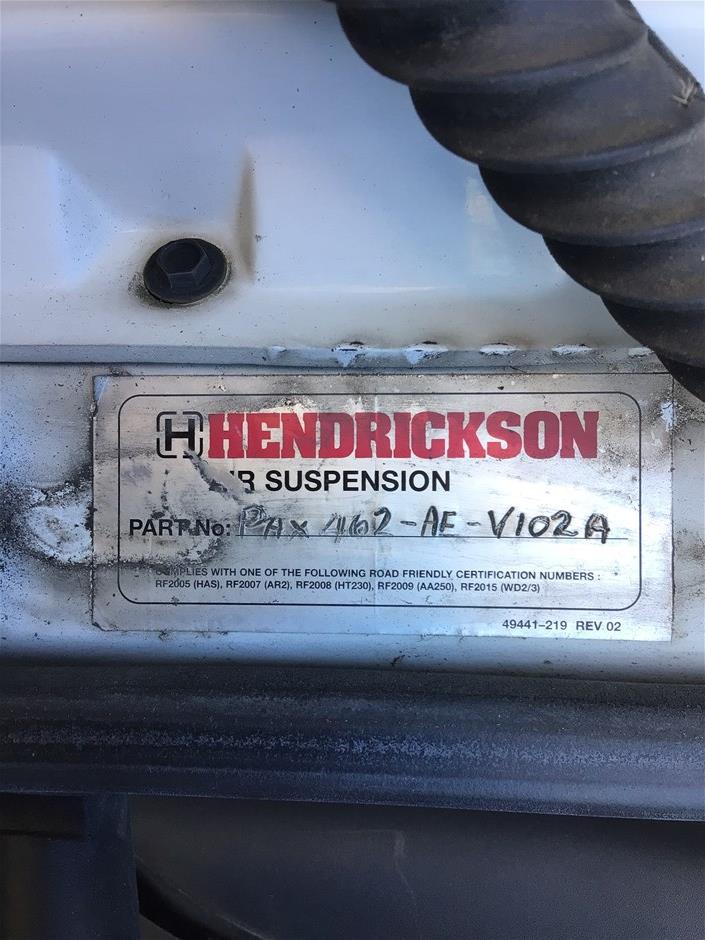 HENDRICKSON
R SUSPENSION
PART No: PAX 462-AE-V102A
COMPLIES WITH ONE OF THE FOLLOWING ROAD FRIENDLY CERTIFICATION NUMBERS :
RF2005 (HAS), RF2007 (AR2), RF2008 (HT230), RF2009 (AA250), RF2015 (WD2/3)
49441-219 REV 02